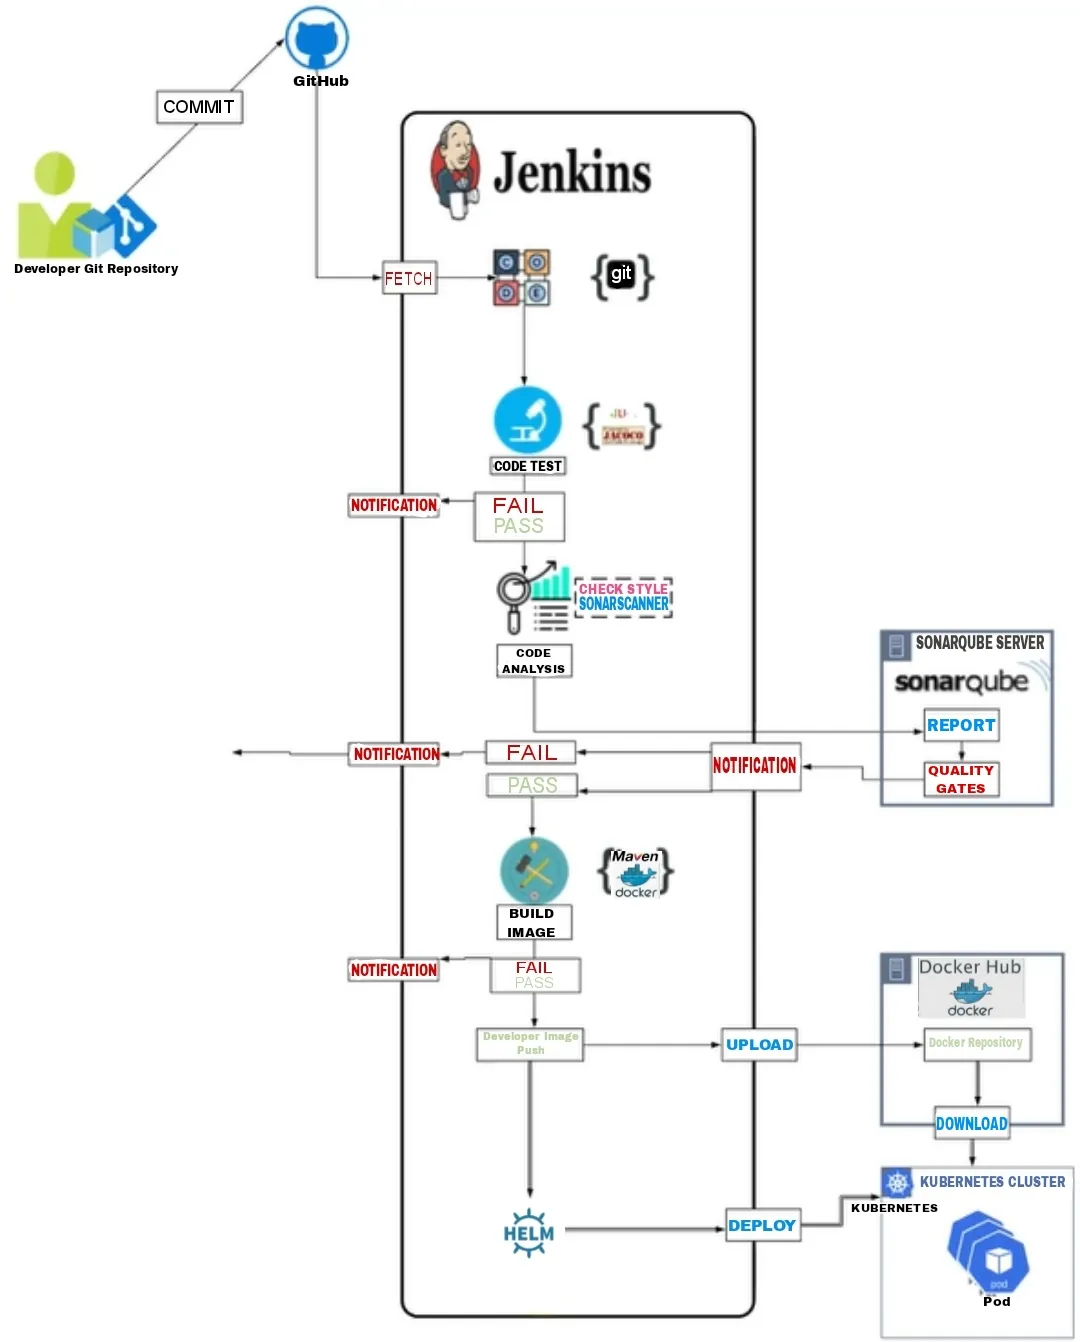 GitHub
COMMIT
Developer Git Repository
Jenkins
FETCH
C O
D E
git
JACOCO
CODE TEST
NOTIFICATION
FAIL
PASS
CHECK STYLE
SONARSCANNER
CODE
ANALYSIS
SONARQUBE SERVER
sonarqube
REPORT
QUALITY
GATES
NOTIFICATION
FAIL
NOTIFICATION
PASS
Maven
docker
BUILD
IMAGE
NOTIFICATION
FAIL
PASS
Developer Image
Push
UPLOAD
Docker Hub
docker
Docker Repository
DOWNLOAD
KUBERNETES CLUSTER
KUBERNETES
HELM
DEPLOY
pod
Pod